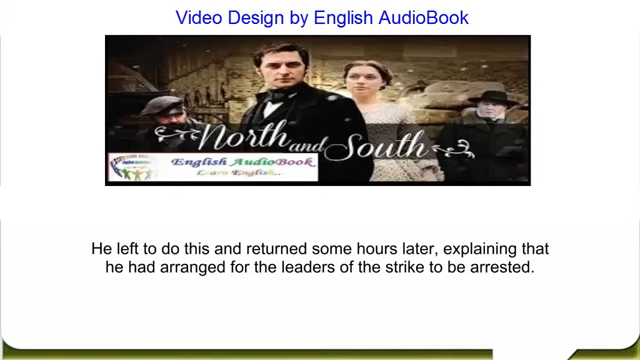 Video Design by English AudioBook
North and South
English AudioBook
Learn English...
He left to do this and returned some hours later, explaining that
he had arranged for the leaders of the strike to be arrested.